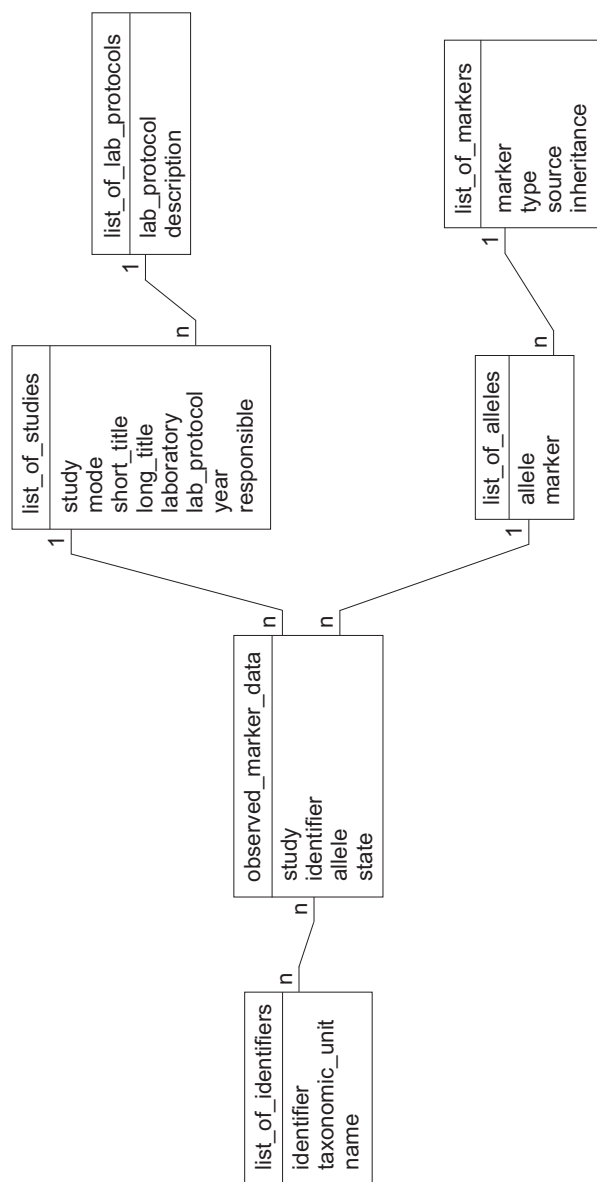 list_of_identifiers
identifier
taxonomic_unit
name
n
n
observed_marker_data
study
identifier
allele
state
n
1
list_of_studies
study
mode
short_title
long_title
laboratory
lab_protocol
year
responsible
n
1
list_of_lab_protocols
lab_protocol
description
n
1
list_of_alleles
allele
marker
n
1
list_of_markers
marker
type
source
inheritance